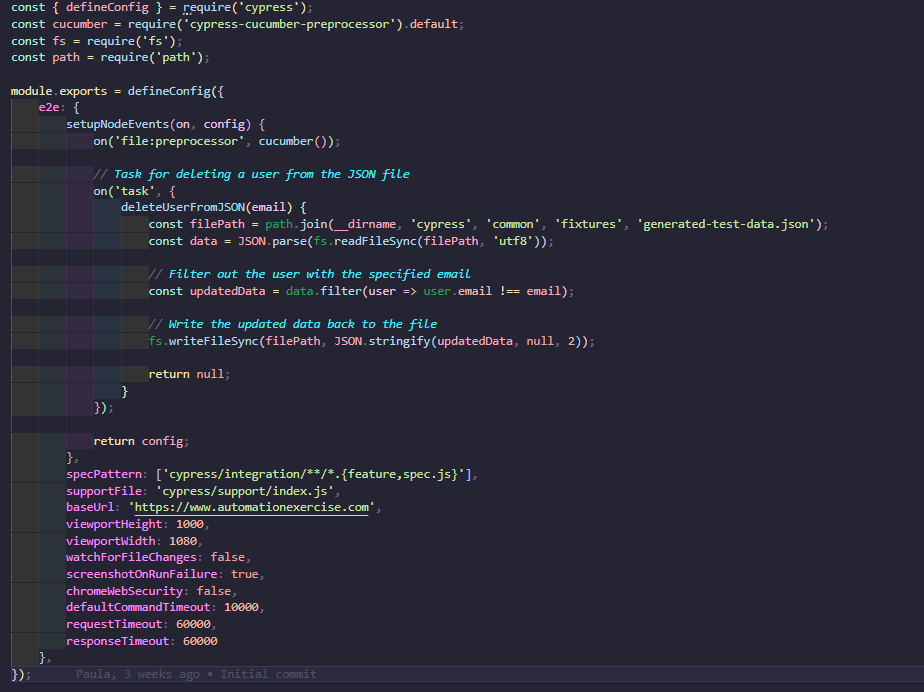 const { defineConfig } = require('cypress');
const cucumber = require('cypress-cucumber-preprocessor').default;
const fs = require('fs');
const path = require('path');

module.exports = defineConfig({
    e2e: {
        setupNodeEvents(on, config) {
            on('file:preprocessor', cucumber());

            // Task for deleting a user from the JSON file
            on('task', {
                deleteUserFromJSON(email) {
                    const filePath = path.join(__dirname, 'cypress', 'common', 'fixtures', 'generated-test-data.json');
                    const data = JSON.parse(fs.readFileSync(filePath, 'utf8'));

                    // Filter out the user with the specified email
                    const updatedData = data.filter(user => user.email !== email);

                    // Write the updated data back to the file
                    fs.writeFileSync(filePath, JSON.stringify(updatedData, null, 2));

                    return null;
                }
            });

            return config;
        },
        specPattern: ['cypress/integration/**/*.{feature,spec.js}'],
        supportFile: 'cypress/support/index.js',
        baseUrl: 'https://www.automationexercise.com',
        viewportHeight: 1000,
        viewportWidth: 1080,
        watchForFileChanges: false,
        screenshotOnRunFailure: true,
        chromeWebSecurity: false,
        defaultCommandTimeout: 10000,
        requestTimeout: 60000,
        responseTimeout: 60000
    },
});    Paula, 3 weeks ago • Initial commit